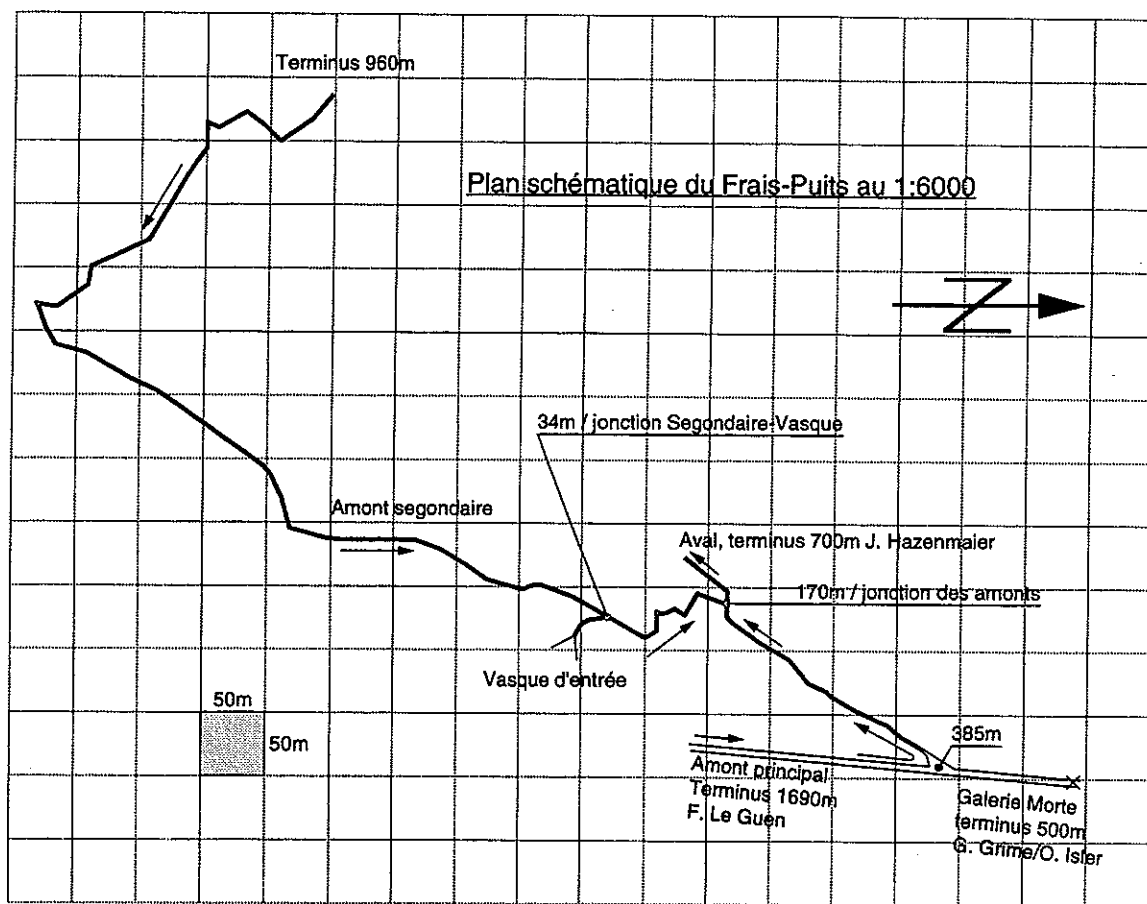 Terminus 960m
Plan schématique du Frais-Puits au 1:6000
34m / jonction Segondaire-Vasque
Amont segondaire
Aval, terminus 700m J. Hazenmaier
170m / jonction des amonts
Vasque d'entrée
50m
50m
385m
Amont principal
Terminus 1690m
F. Le Guen
Galerie Morte
terminus 500m
G. Grime/O. Isler